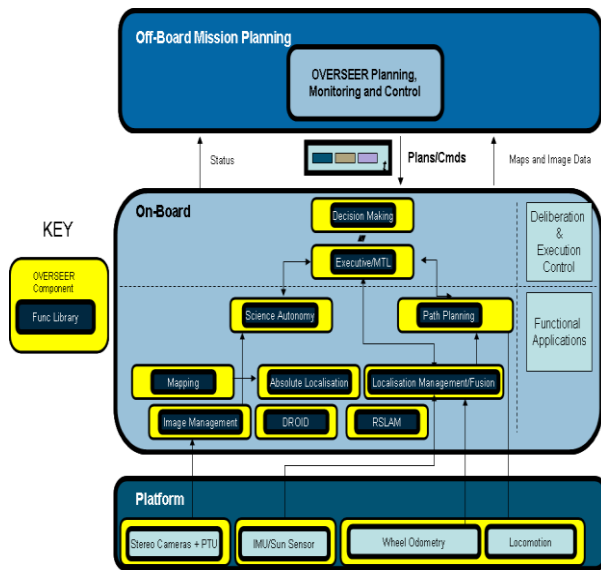 Off-Board Mission Planning
OVERSEER Planning,
Monitoring and Control
Status
t
Plans/Cmds
Maps and Image Data
On-Board
Decision Making
Deliberation
&
Execution
Control
KEY
Executive/MTL
OVERSEER
Component
Func Library
Science Autonomy
Path Planning
Functional
Applications
Mapping
Absolute Localisation
Localisation Management/Fusion
Image Management
DROID
RSLAM
Platform
Stereo Cameras + PTU
IMU/Sun Sensor
Wheel Odometry
Locomotion